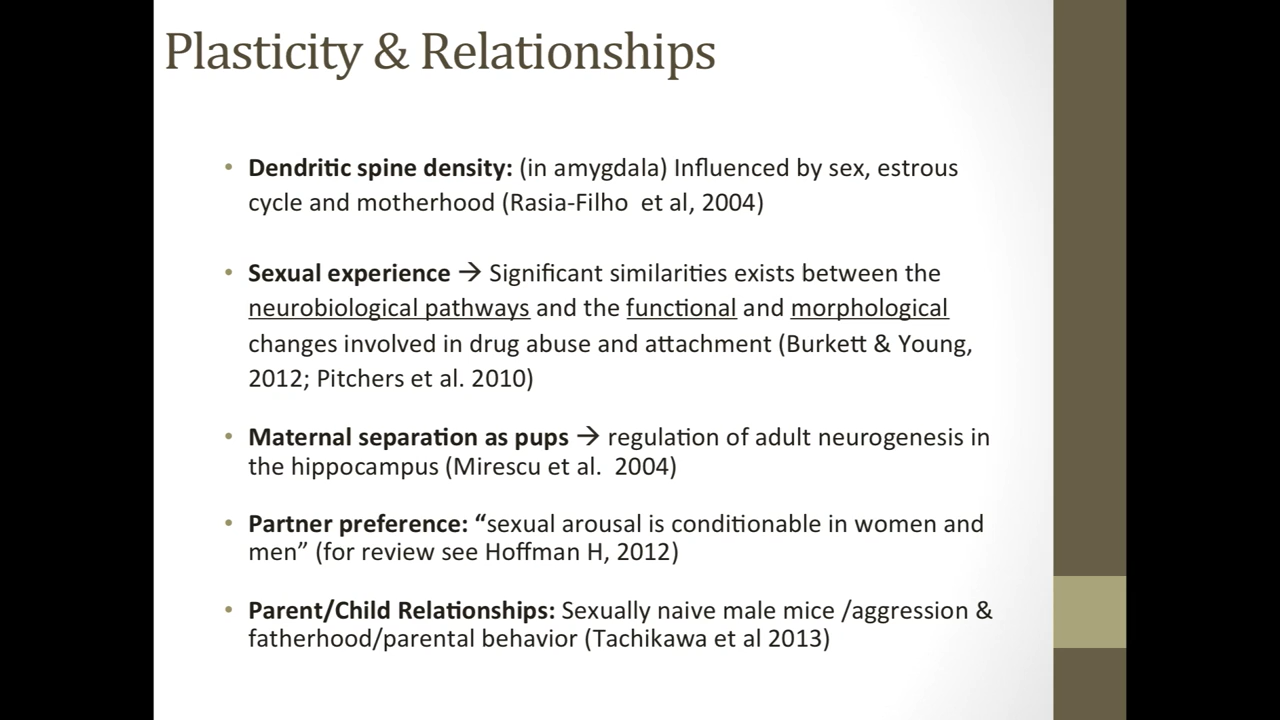 Plasticity & Relationships
• Dendritic spine density: (in amygdala) Influenced by sex, estrous
cycle and motherhood (Rasia-Filho  et al, 2004)
• Sexual experience → Significant similarities exists between the
neurobiological pathways and the functional and morphological
changes involved in drug abuse and attachment (Burkett & Young,
2012; Pitchers et al. 2010)
• Maternal separation as pups → regulation of adult neurogenesis in
the hippocampus (Mirescu et al.  2004)
• Partner preference: “sexual arousal is conditionable in women and
men” (for review see Hoffman H, 2012)
• Parent/Child Relationships: Sexually naive male mice /aggression &
fatherhood/parental behavior (Tachikawa et al 2013)